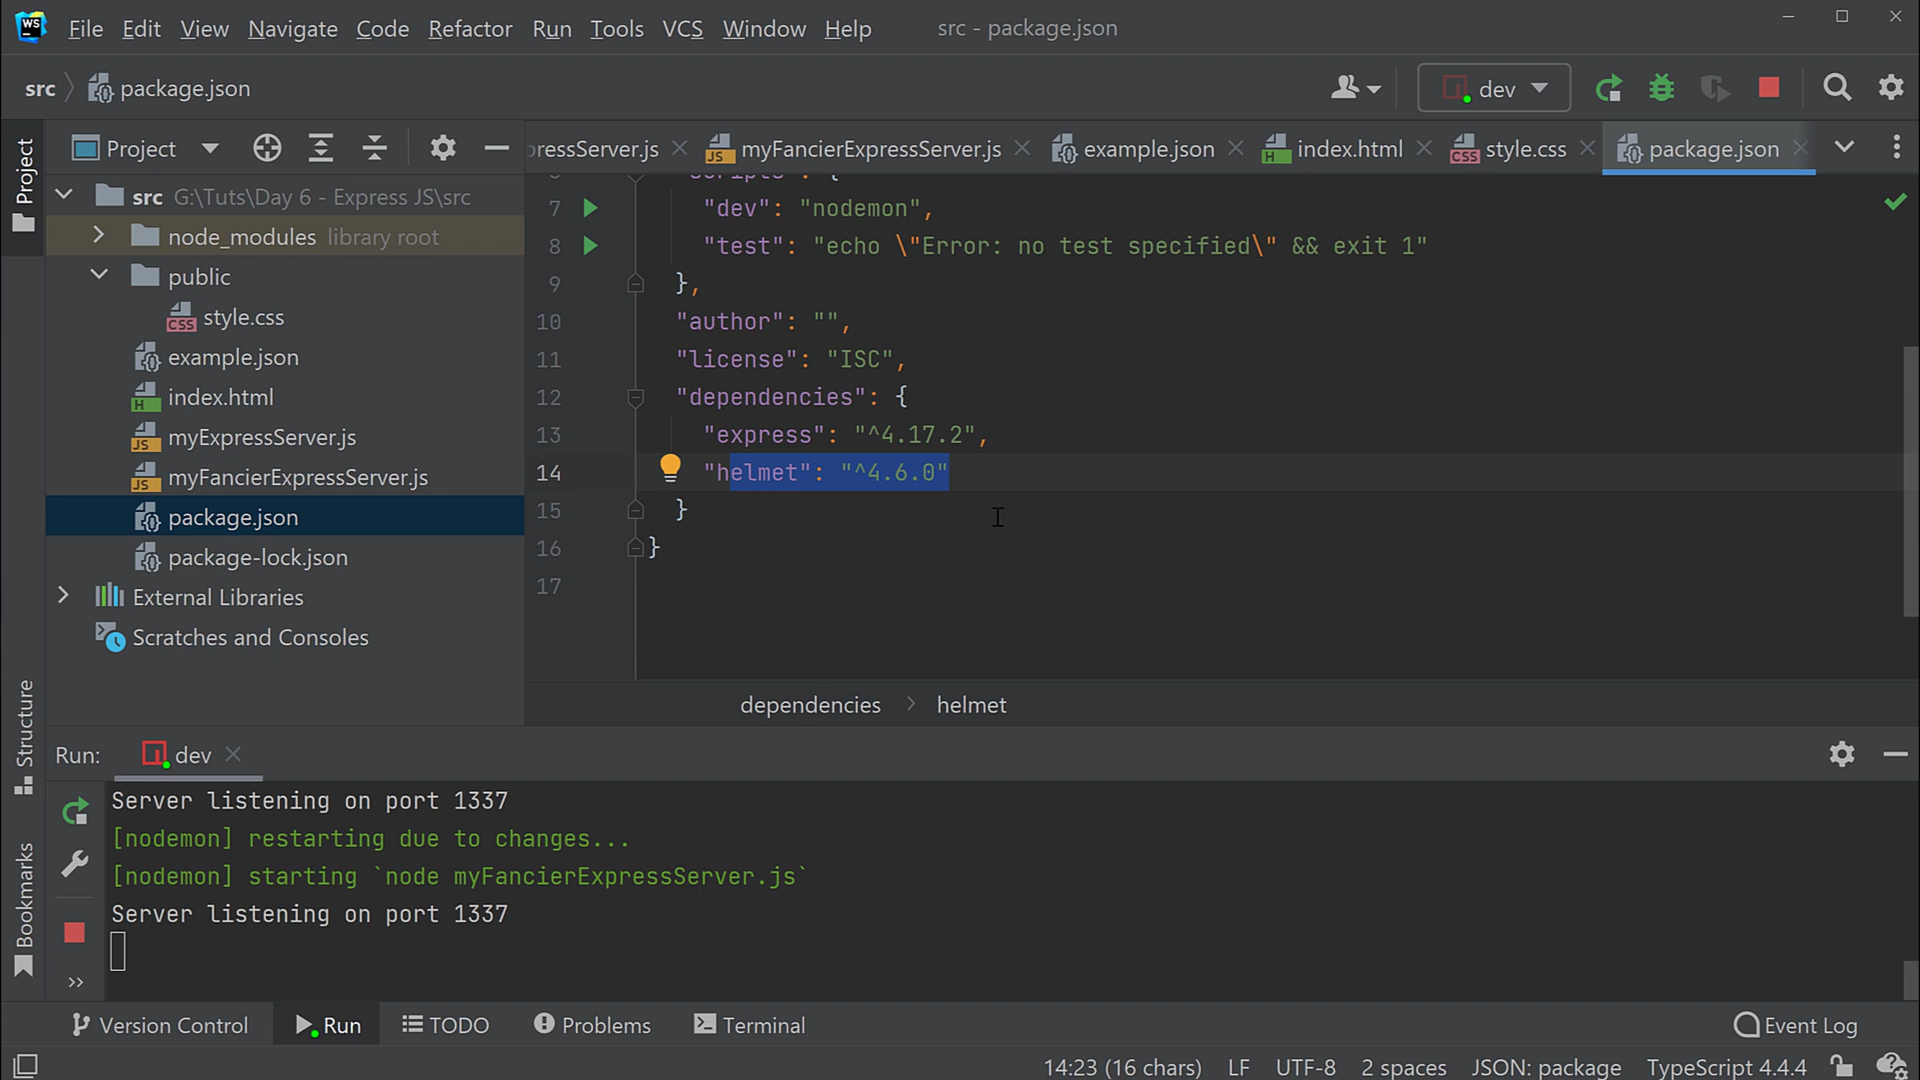 WS File Edit View Navigate Code Refactor Run Tools VCS Window Help src - package.json
src package.json dev
Project
Project
pressServer.js myFancierExpressServer.js example.json index.html style.css package.json
src G:\Tuts\Day 6 - Express JS\src
node_modules library root
public
style.css
example.json
index.html
myExpressServer.js
myFancierExpressServer.js
package.json
package-lock.json
External Libraries
Scratches and Consoles
7 "dev": "nodemon",
8 "test": "echo \"Error: no test specified\" && exit 1"
9 },
10 "author": "",
11 "license": "ISC",
12 "dependencies": {
13 "express": "^4.17.2",
14 "helmet": "^4.6.0"
15 }
16 }
17
dependencies helmet
Structure
Bookmarks
Run: dev
Server listening on port 1337
[nodemon] restarting due to changes...
[nodemon] starting `node myFancierExpressServer.js`
Server listening on port 1337
Version Control Run TODO Problems Terminal Event Log
14:23 (16 chars) LF UTF-8 2 spaces JSON: package TypeScript 4.4.4